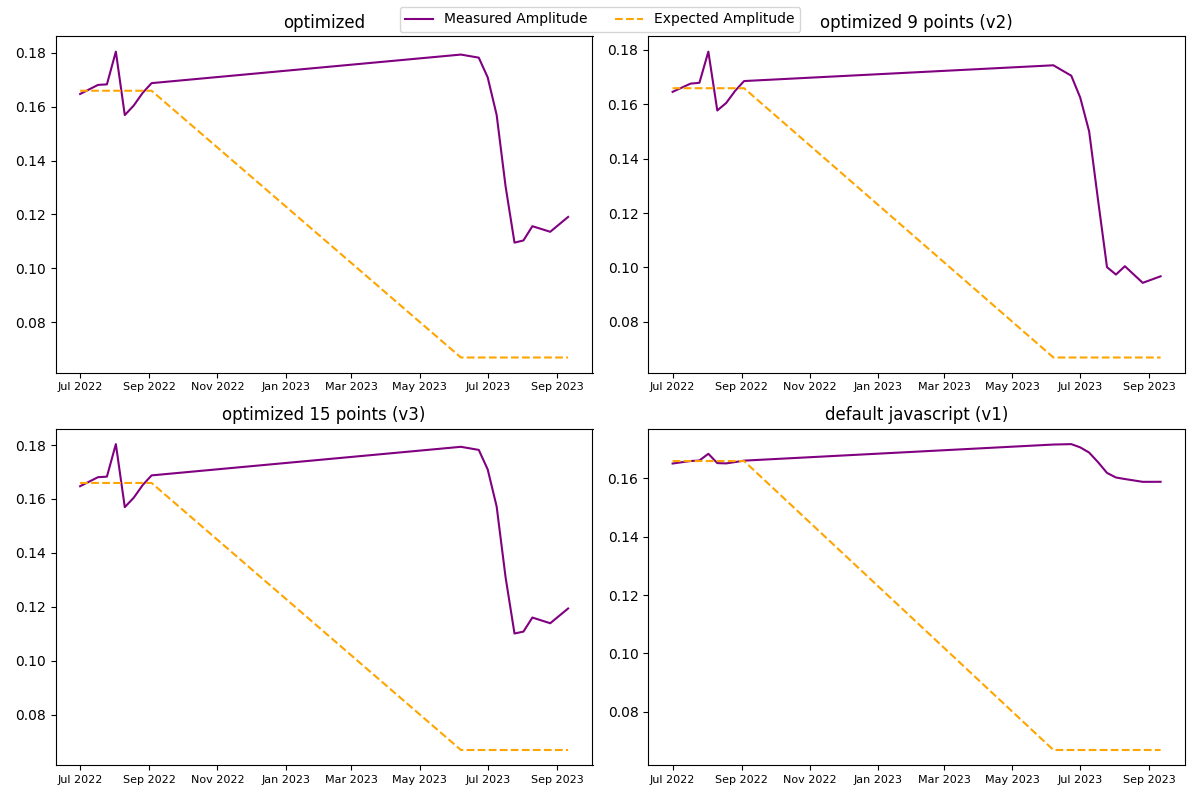 Measured Amplitude Expected Amplitude
optimized
0.18
0.16
0.14
0.12
0.10
0.08
Jul 2022 Sep 2022 Nov 2022 Jan 2023 Mar 2023 May 2023 Jul 2023 Sep 2023
optimized 9 points (v2)
0.18
0.16
0.14
0.12
0.10
0.08
Jul 2022 Sep 2022 Nov 2022 Jan 2023 Mar 2023 May 2023 Jul 2023 Sep 2023
optimized 15 points (v3)
0.18
0.16
0.14
0.12
0.10
0.08
Jul 2022 Sep 2022 Nov 2022 Jan 2023 Mar 2023 May 2023 Jul 2023 Sep 2023
default javascript (v1)
0.16
0.14
0.12
0.10
0.08
Jul 2022 Sep 2022 Nov 2022 Jan 2023 Mar 2023 May 2023 Jul 2023 Sep 2023